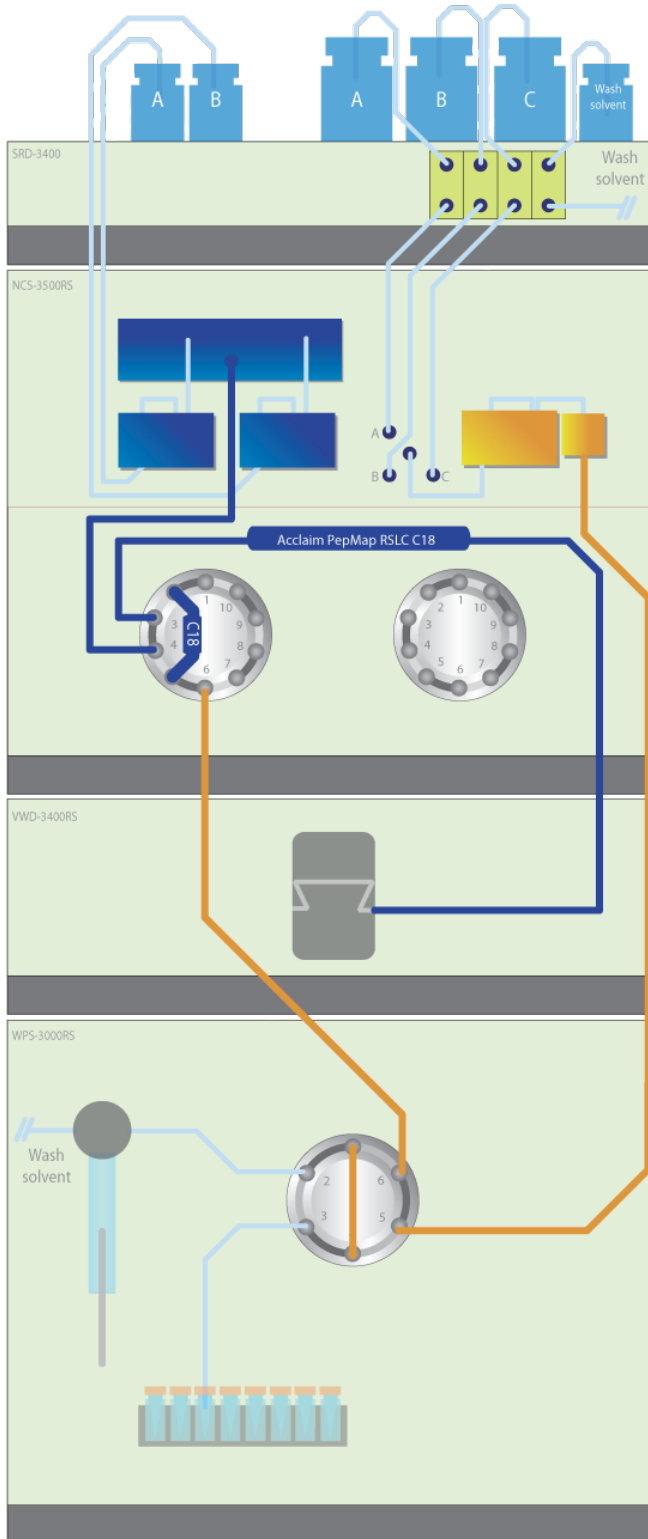 A
B
A
B
C
Wash
solvent
SRD-3400
Wash
solvent
NCS-3500RS
A
B
C
Acclaim PepMap RSLC C18
1
10
3
9
C18
4
8
6
7
1
2
10
3
9
4
8
5
7
6
VWD-3400RS
WPS-3000RS
Wash
solvent
2
6
3
5